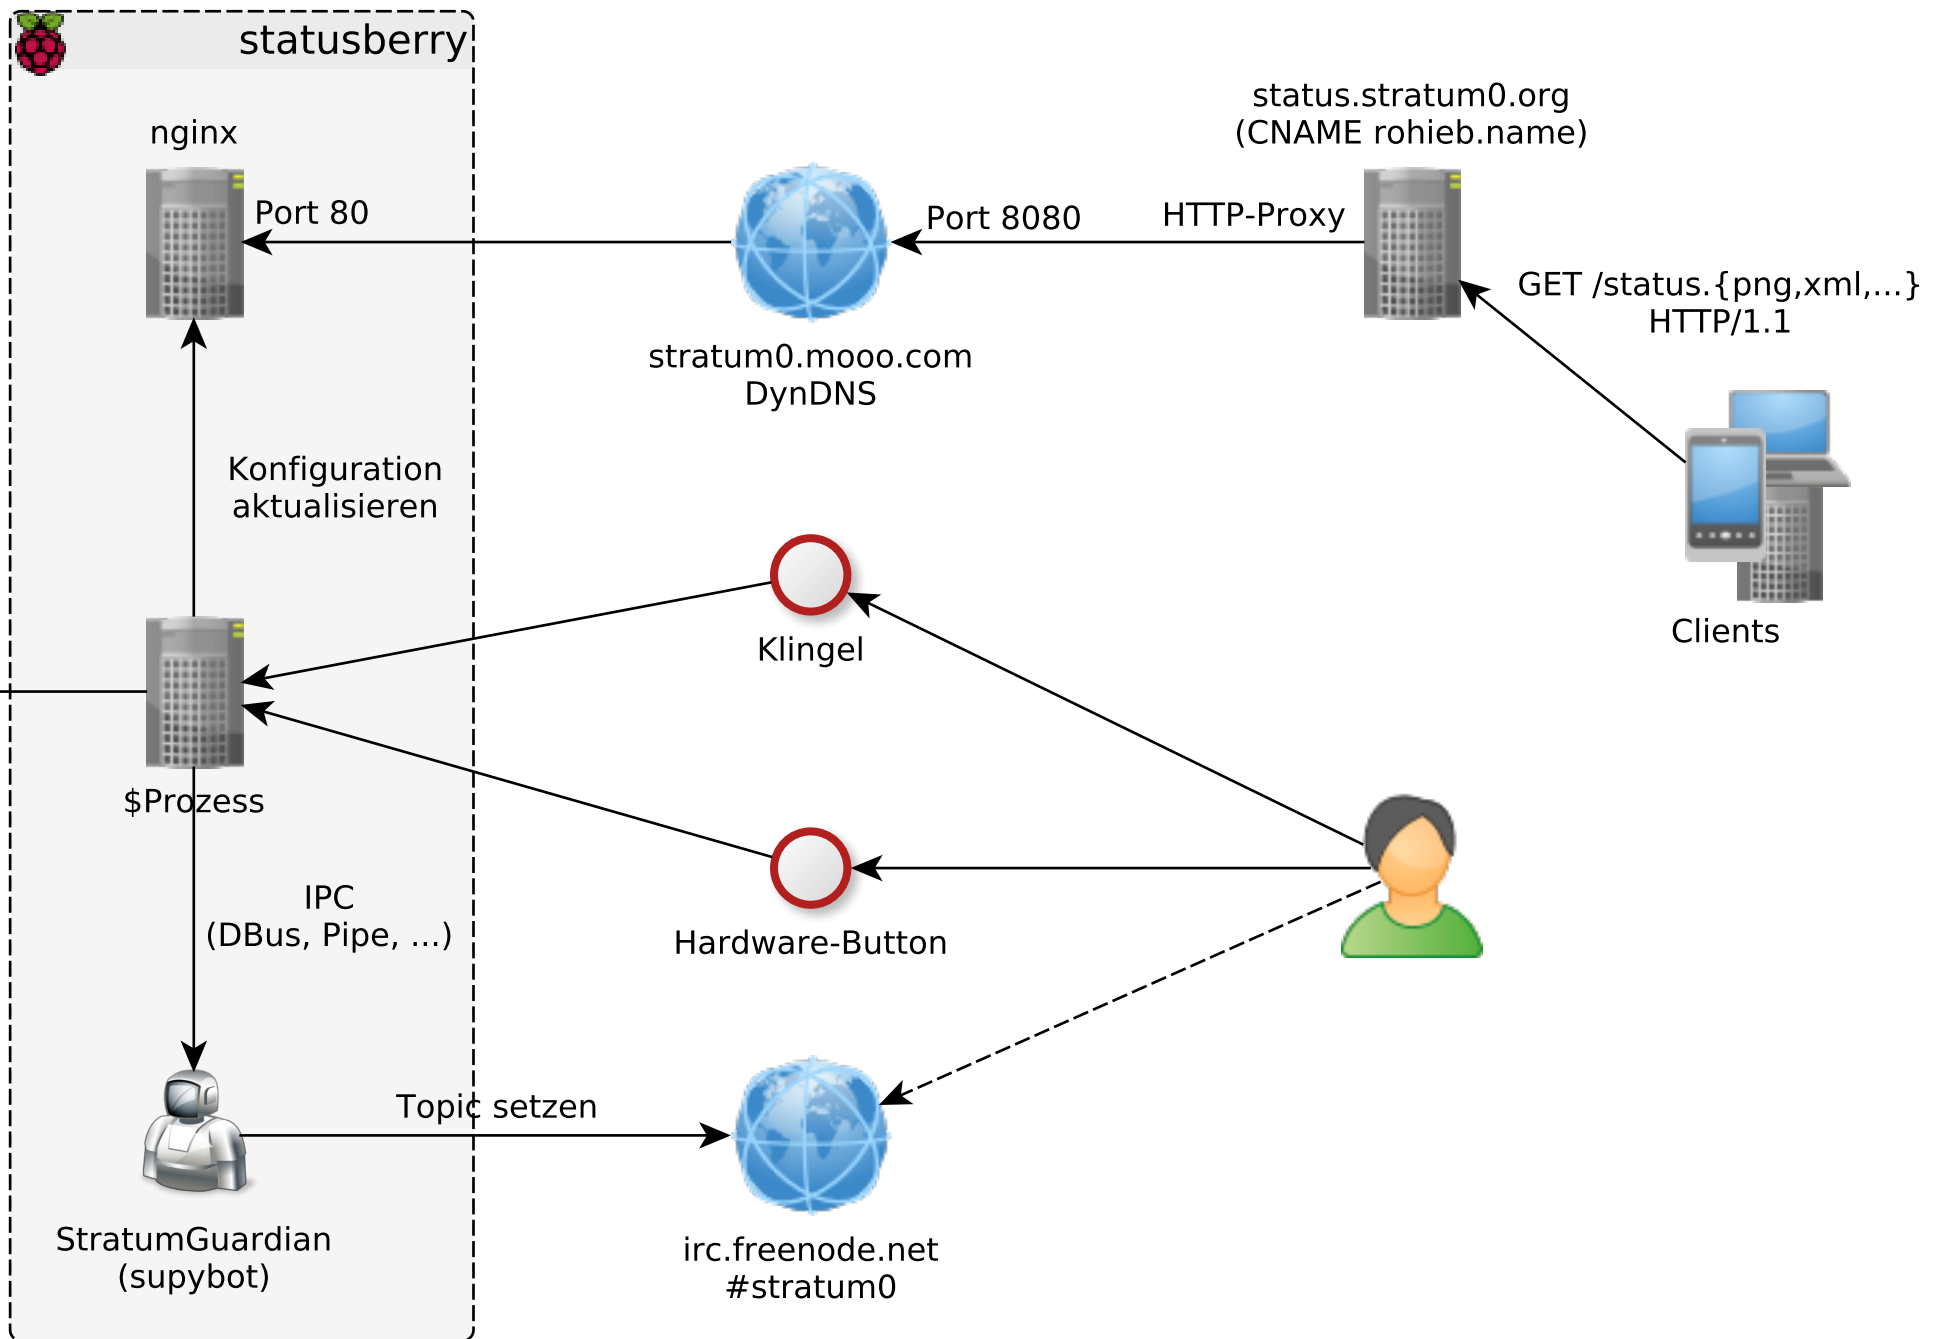 statusberry
nginx
Port 80
stratum0.mooo.com
DynDNS
Port 8080
HTTP-Proxy
status.stratum0.org
(CNAME rohieb.name)
GET /status.{png,xml,...}
HTTP/1.1
Clients
Konfiguration
aktualisieren
Klingel
$Prozess
Hardware-Button
IPC
(DBus, Pipe, ...)
Topic setzen
StratumGuardian
(supybot)
irc.freenode.net
#stratum0